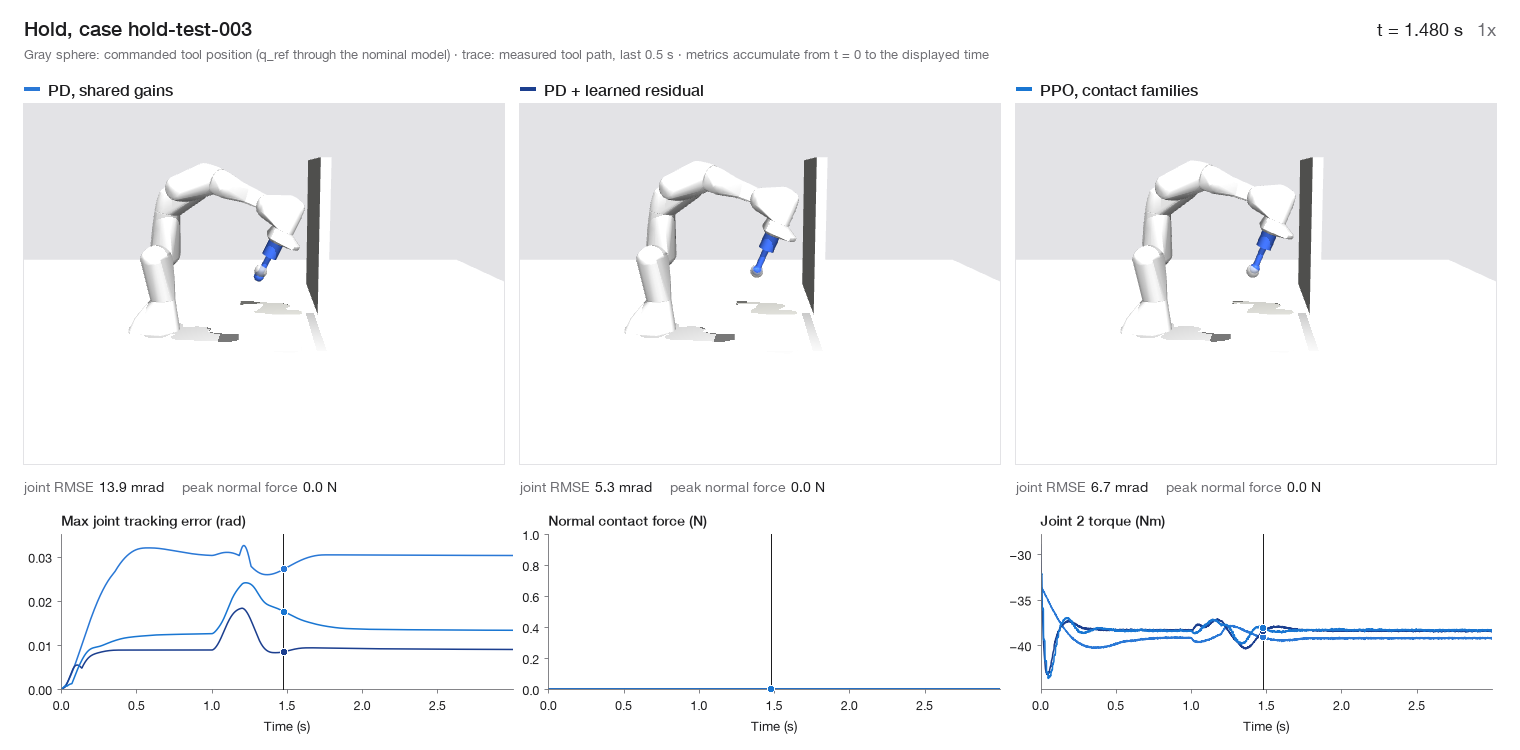 Hold, case hold-test-003
t = 1.480 s 1x
Gray sphere: commanded tool position (q_ref through the nominal model) · trace: measured tool path, last 0.5 s · metrics accumulate from t = 0 to the displayed time
PD, shared gains
PD + learned residual
PPO, contact families
joint RMSE 13.9 mrad peak normal force 0.0 N
joint RMSE 5.3 mrad peak normal force 0.0 N
joint RMSE 6.7 mrad peak normal force 0.0 N
Max joint tracking error (rad)
0.03
0.02
0.01
0.00
0.0 0.5 1.0 1.5 2.0 2.5
Time (s)
Normal contact force (N)
1.0
0.8
0.6
0.4
0.2
0.0
0.0 0.5 1.0 1.5 2.0 2.5
Time (s)
Joint 2 torque (Nm)
−30
−35
−40
0.0 0.5 1.0 1.5 2.0 2.5
Time (s)